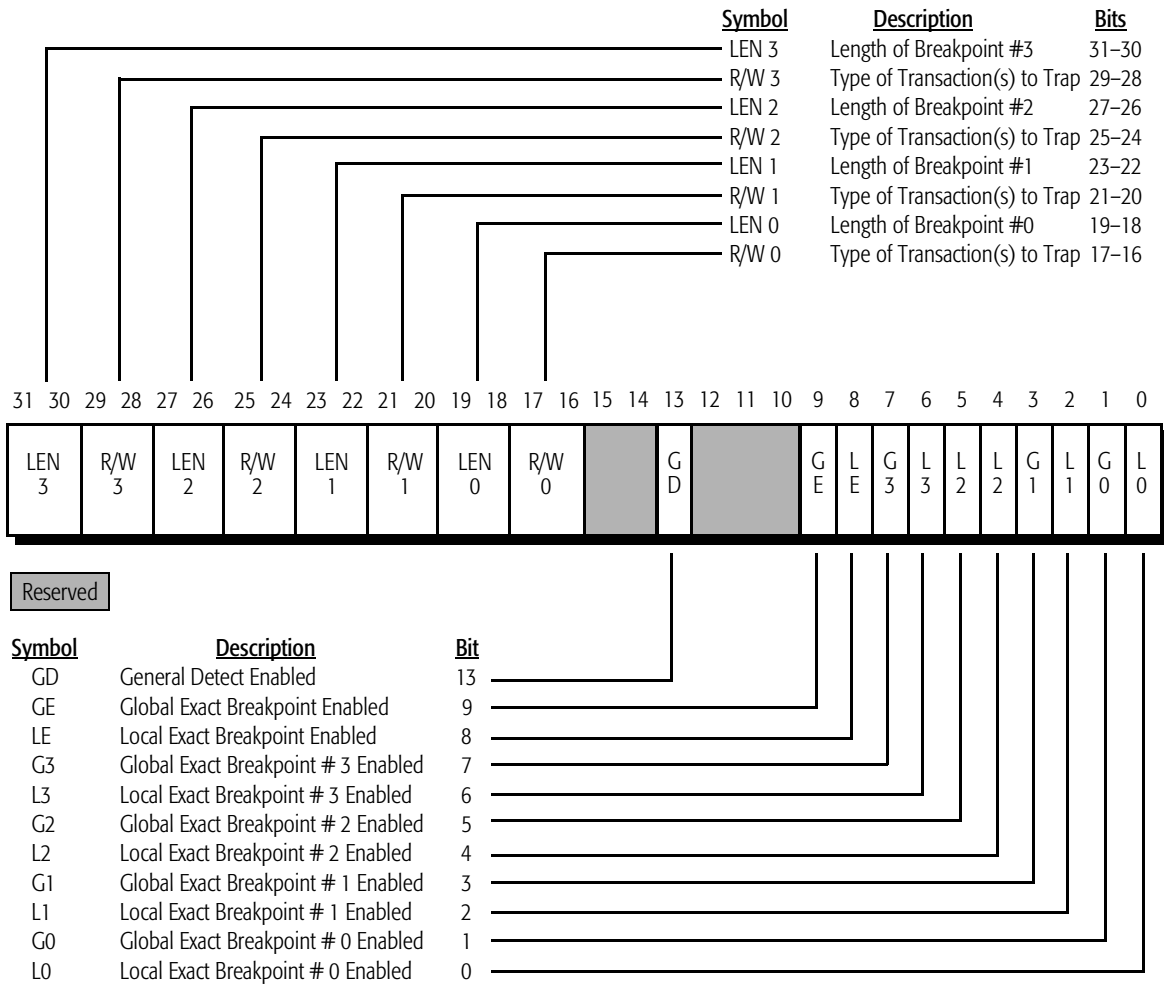 Symbol Description Bits
LEN 3 Length of Breakpoint #3 31–30
R/W 3 Type of Transaction(s) to Trap 29–28
LEN 2 Length of Breakpoint #2 27–26
R/W 2 Type of Transaction(s) to Trap 25–24
LEN 1 Length of Breakpoint #1 23–22
R/W 1 Type of Transaction(s) to Trap 21–20
LEN 0 Length of Breakpoint #0 19–18
R/W 0 Type of Transaction(s) to Trap 17–16
31 30 29 28 27 26 25 24 23 22 21 20 19 18 17 16 15 14 13 12 11 10 9 8 7 6 5 4 3 2 1 0
LEN R/W LEN R/W LEN R/W LEN R/W G G L G L L L G L G L
3 3 2 2 1 1 0 0 D E E 3 3 2 2 1 1 0 0
Reserved
Symbol Description Bit
GD General Detect Enabled 13
GE Global Exact Breakpoint Enabled 9
LE Local Exact Breakpoint Enabled 8
G3 Global Exact Breakpoint # 3 Enabled 7
L3 Local Exact Breakpoint # 3 Enabled 6
G2 Global Exact Breakpoint # 2 Enabled 5
L2 Local Exact Breakpoint # 2 Enabled 4
G1 Global Exact Breakpoint # 1 Enabled 3
L1 Local Exact Breakpoint # 1 Enabled 2
G0 Global Exact Breakpoint # 0 Enabled 1
L0 Local Exact Breakpoint # 0 Enabled 0